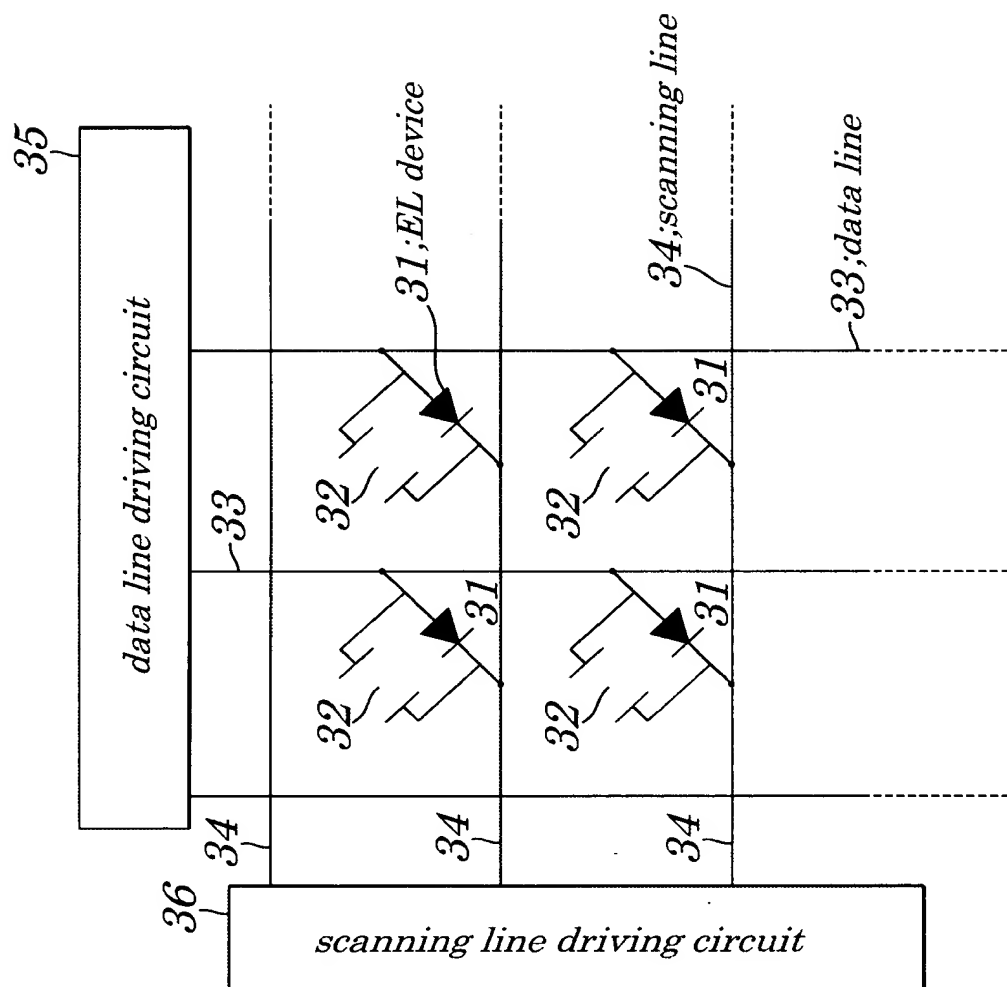 35
data line driving circuit
31;EL device
34;scanning line
33;data line
33
32
32
31
32
31
32
31
34
34
34
36
scanning line driving circuit